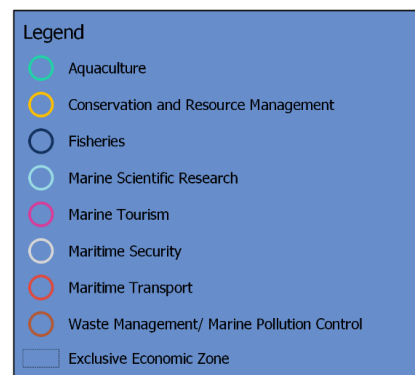 Legend
Aquaculture
Conservation and Resource Management
Fisheries
Marine Scientific Research
Marine Tourism
Maritime Security
Maritime Transport
Waste Management/ Marine Pollution Control
Exclusive Economic Zone